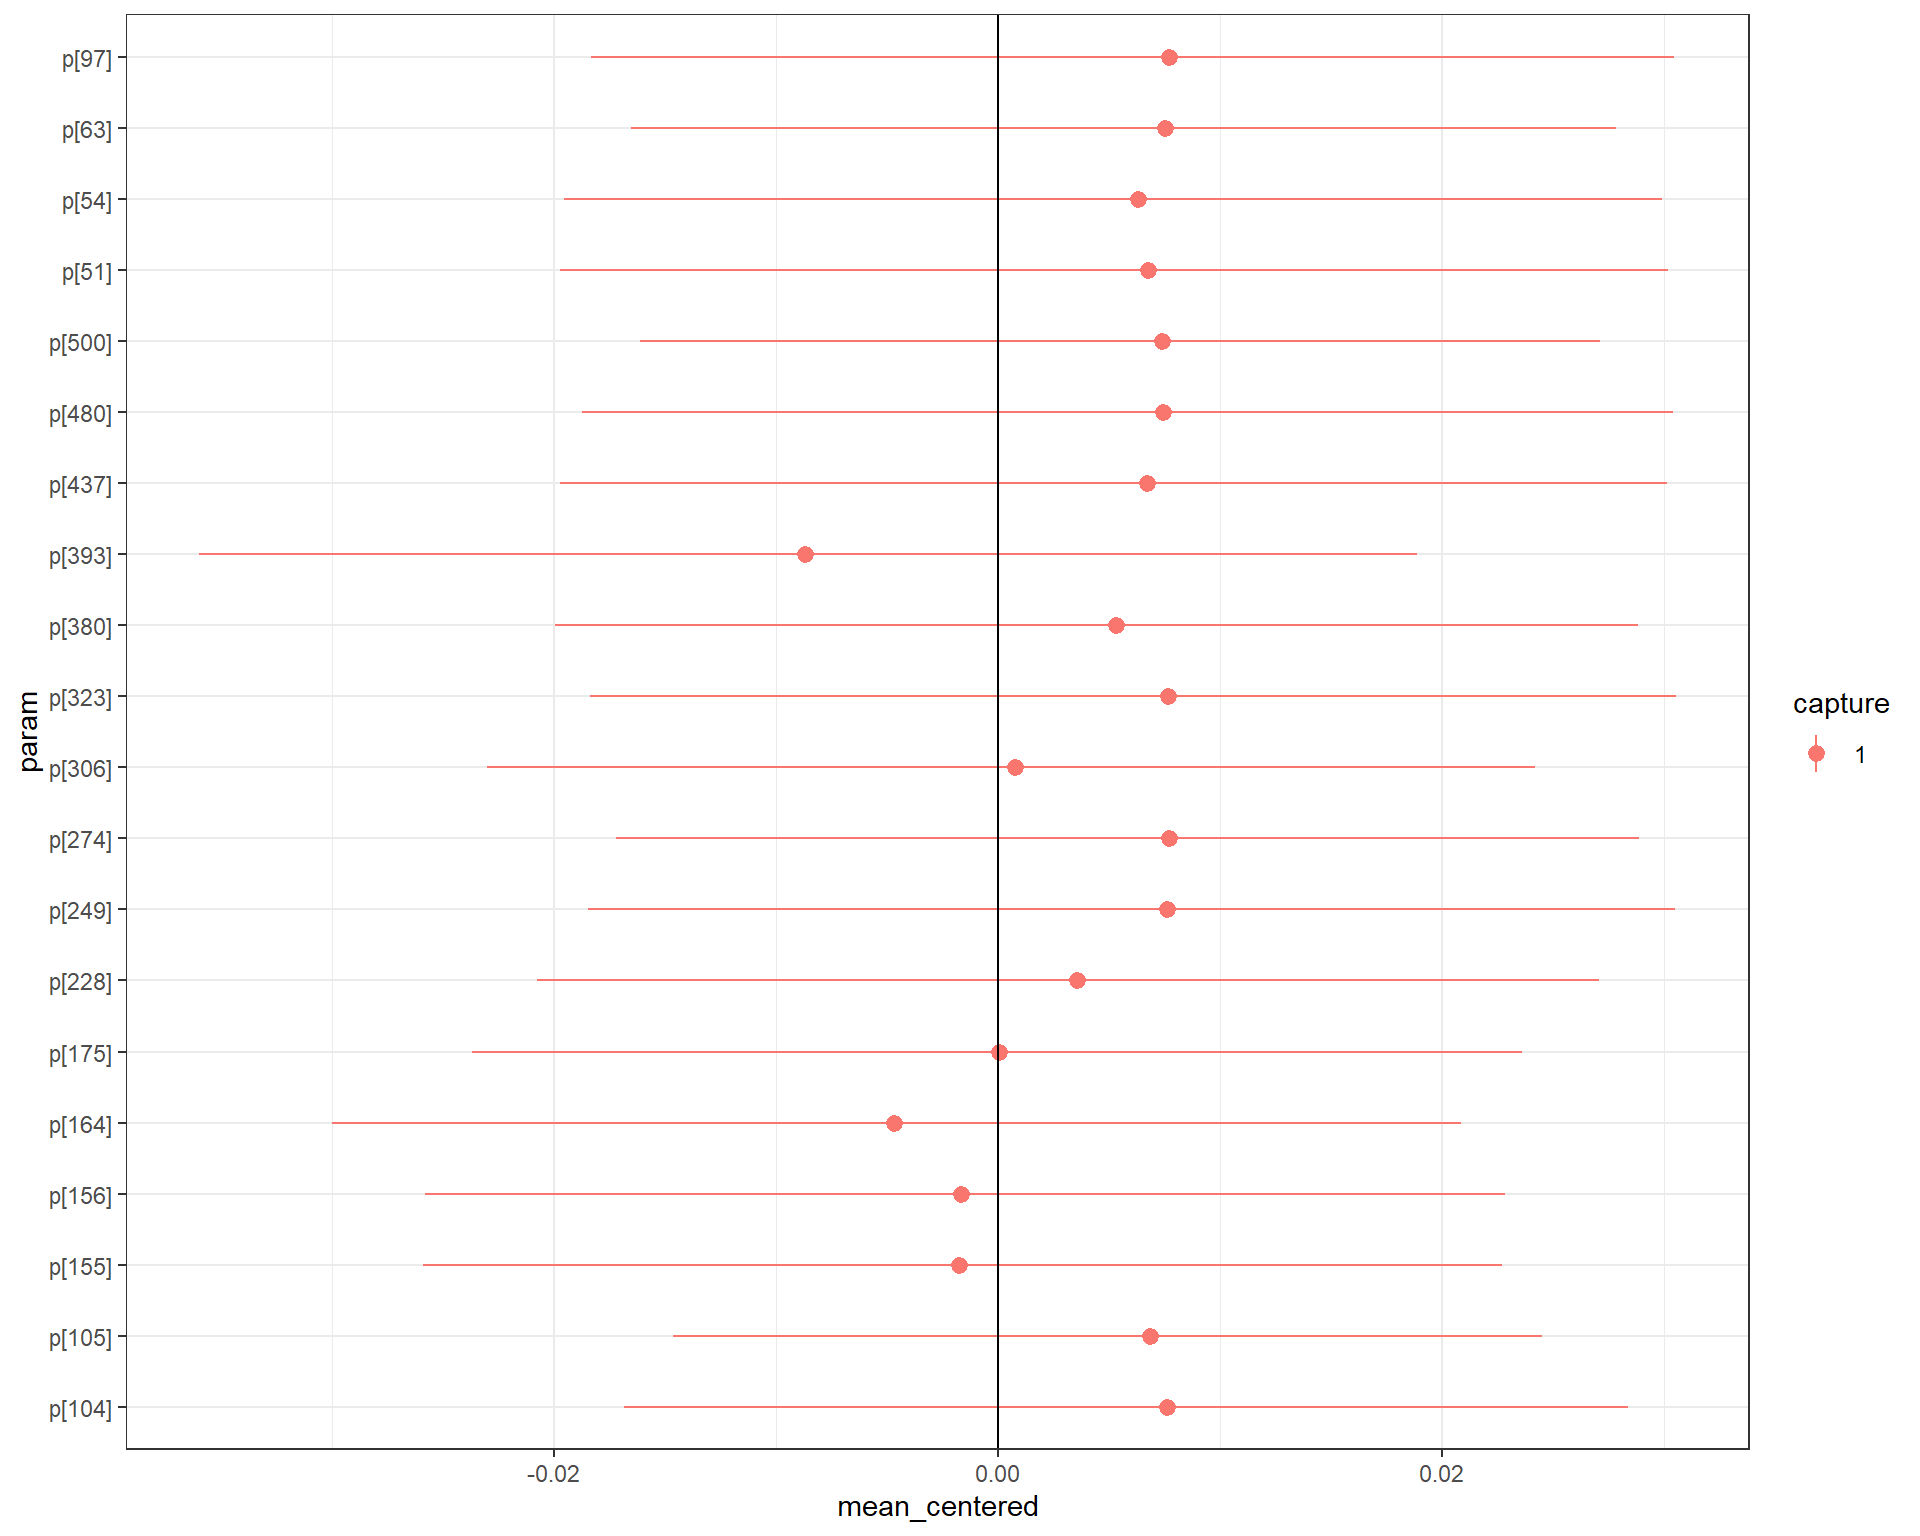 p[97]
p[63]
p[54]
p[51]
p[500]
p[480]
p[437]
p[393]
p[380]
p[323]
p[306]
p[274]
p[249]
p[228]
p[175]
p[164]
p[156]
p[155]
p[105]
p[104]
param
-0.02 0.00 0.02
mean_centered
capture
1